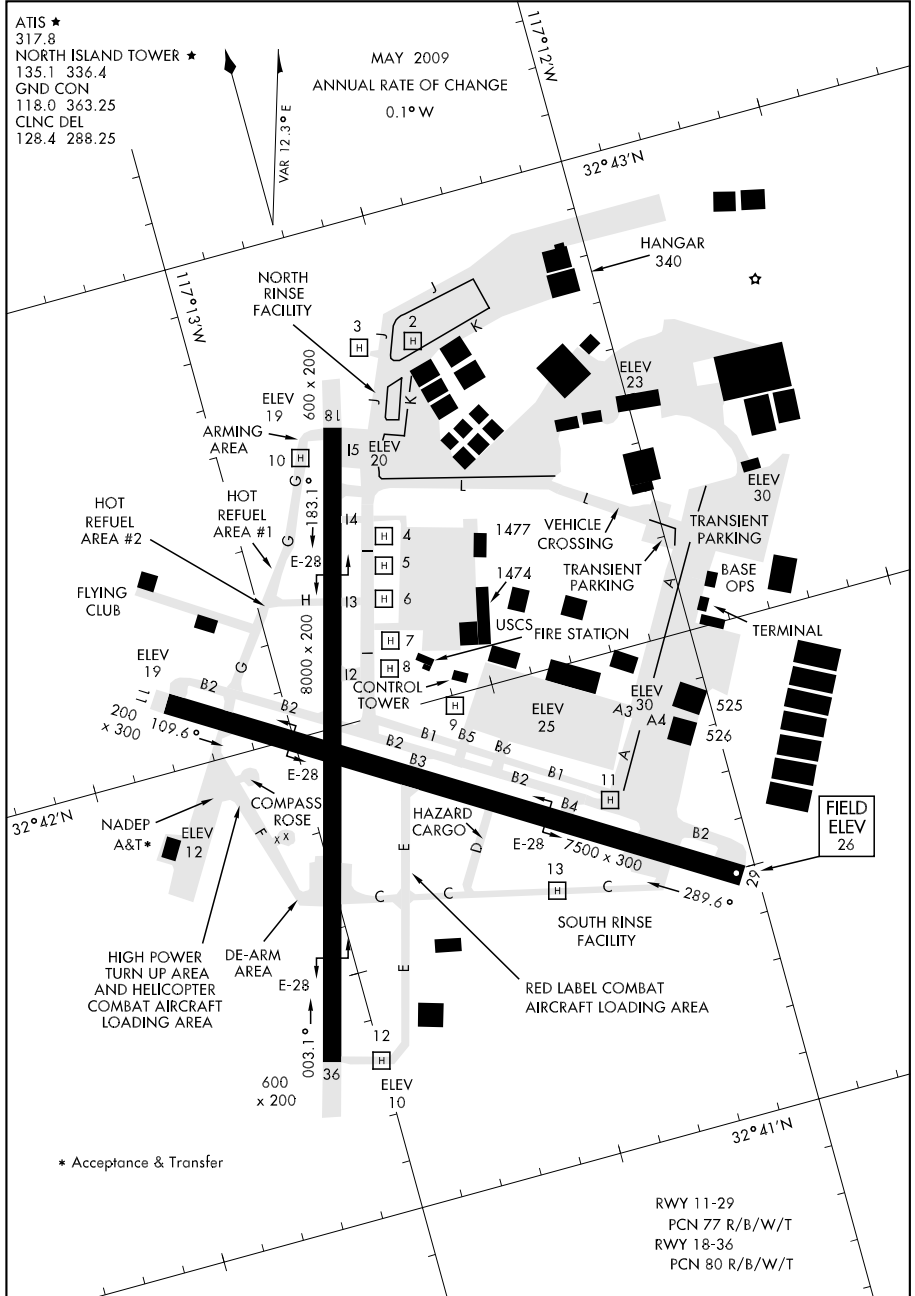 ATIS ★
317.8
NORTH ISLAND TOWER ★
135.1 336.4
GND CON
118.0 363.25
CLNC DEL
128.4 288.25
VAR 12.3° E
MAY 2009
ANNUAL RATE OF CHANGE
0.1° W
117°12'W
32°43'N
117°13'W
HANGAR
340
NORTH
RINSE
FACILITY
J
K
3
H
J
2
H
J
K
ELEV
23
600 x 200
ELEV
19
18
ARMING
AREA
10
H
I5
ELEV
20
G
L
L
ELEV
30
183.1°
HOT
REFUEL
AREA #2
HOT
REFUEL
AREA #1
G
I4
H
4
1477
VEHICLE
CROSSING
TRANSIENT
PARKING
TRANSIENT
PARKING
E-28
H
5
1474
A
BASE
OPS
FLYING
CLUB
H
I3
H
6
USCS
FIRE STATION
TERMINAL
8000 x 200
I
H
7
ELEV
19
G
I2
H
8
CONTROL
TOWER
ELEV
30
11
B2
B2
H
9
ELEV
25
A3
A4
525
526
200
x 300
109.6°
B2
B1
B5
B6
B3
A
E-28
B2
B1
11
H
B4
32°42'N
COMPASS
ROSE
NADEP
A&T*
ELEV
12
F
x x
HAZARD
CARGO
E
D
E-28
7500 x 300
B2
FIELD
ELEV
26
29
C
C
13
H
C
289.6°
SOUTH RINSE
FACILITY
HIGH POWER
TURN UP AREA
AND HELICOPTER
COMBAT AIRCRAFT
LOADING AREA
DE-ARM
AREA
E-28
E
RED LABEL COMBAT
AIRCRAFT LOADING AREA
003.1°
12
H
36
ELEV
10
600
x 200
32°41'N
* Acceptance & Transfer
RWY 11-29
PCN 77 R/B/W/T
RWY 18-36
PCN 80 R/B/W/T